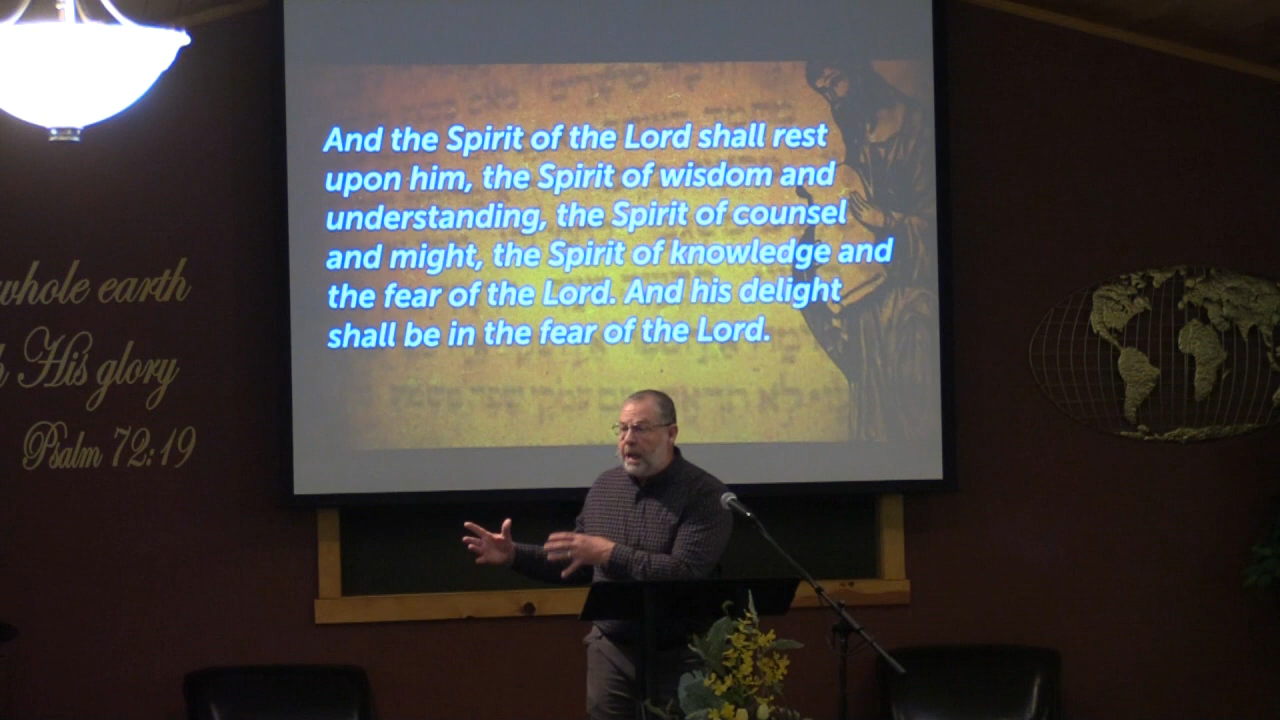 And the Spirit of the Lord shall rest
upon him, the Spirit of wisdom and
understanding, the Spirit of counsel
and might, the Spirit of knowledge and
the fear of the Lord. And his delight
shall be in the fear of the Lord.
whole earth
His glory
Psalm 72:19